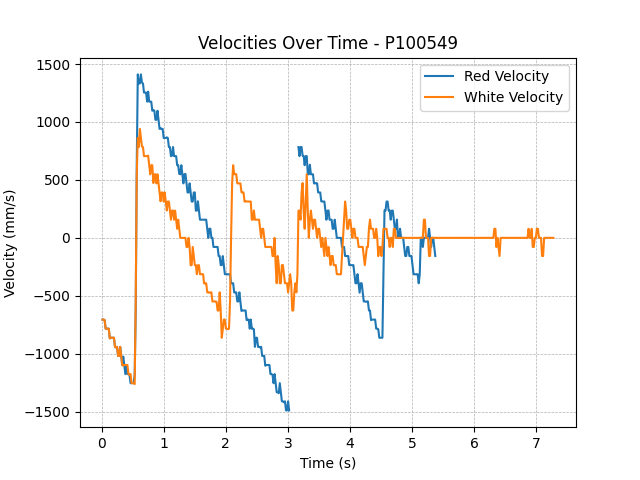 Velocities Over Time - P100549
Red Velocity
White Velocity
1500
1000
500
0
−500
−1000
−1500
Velocity (mm/s)
0 1 2 3 4 5 6 7
Time (s)